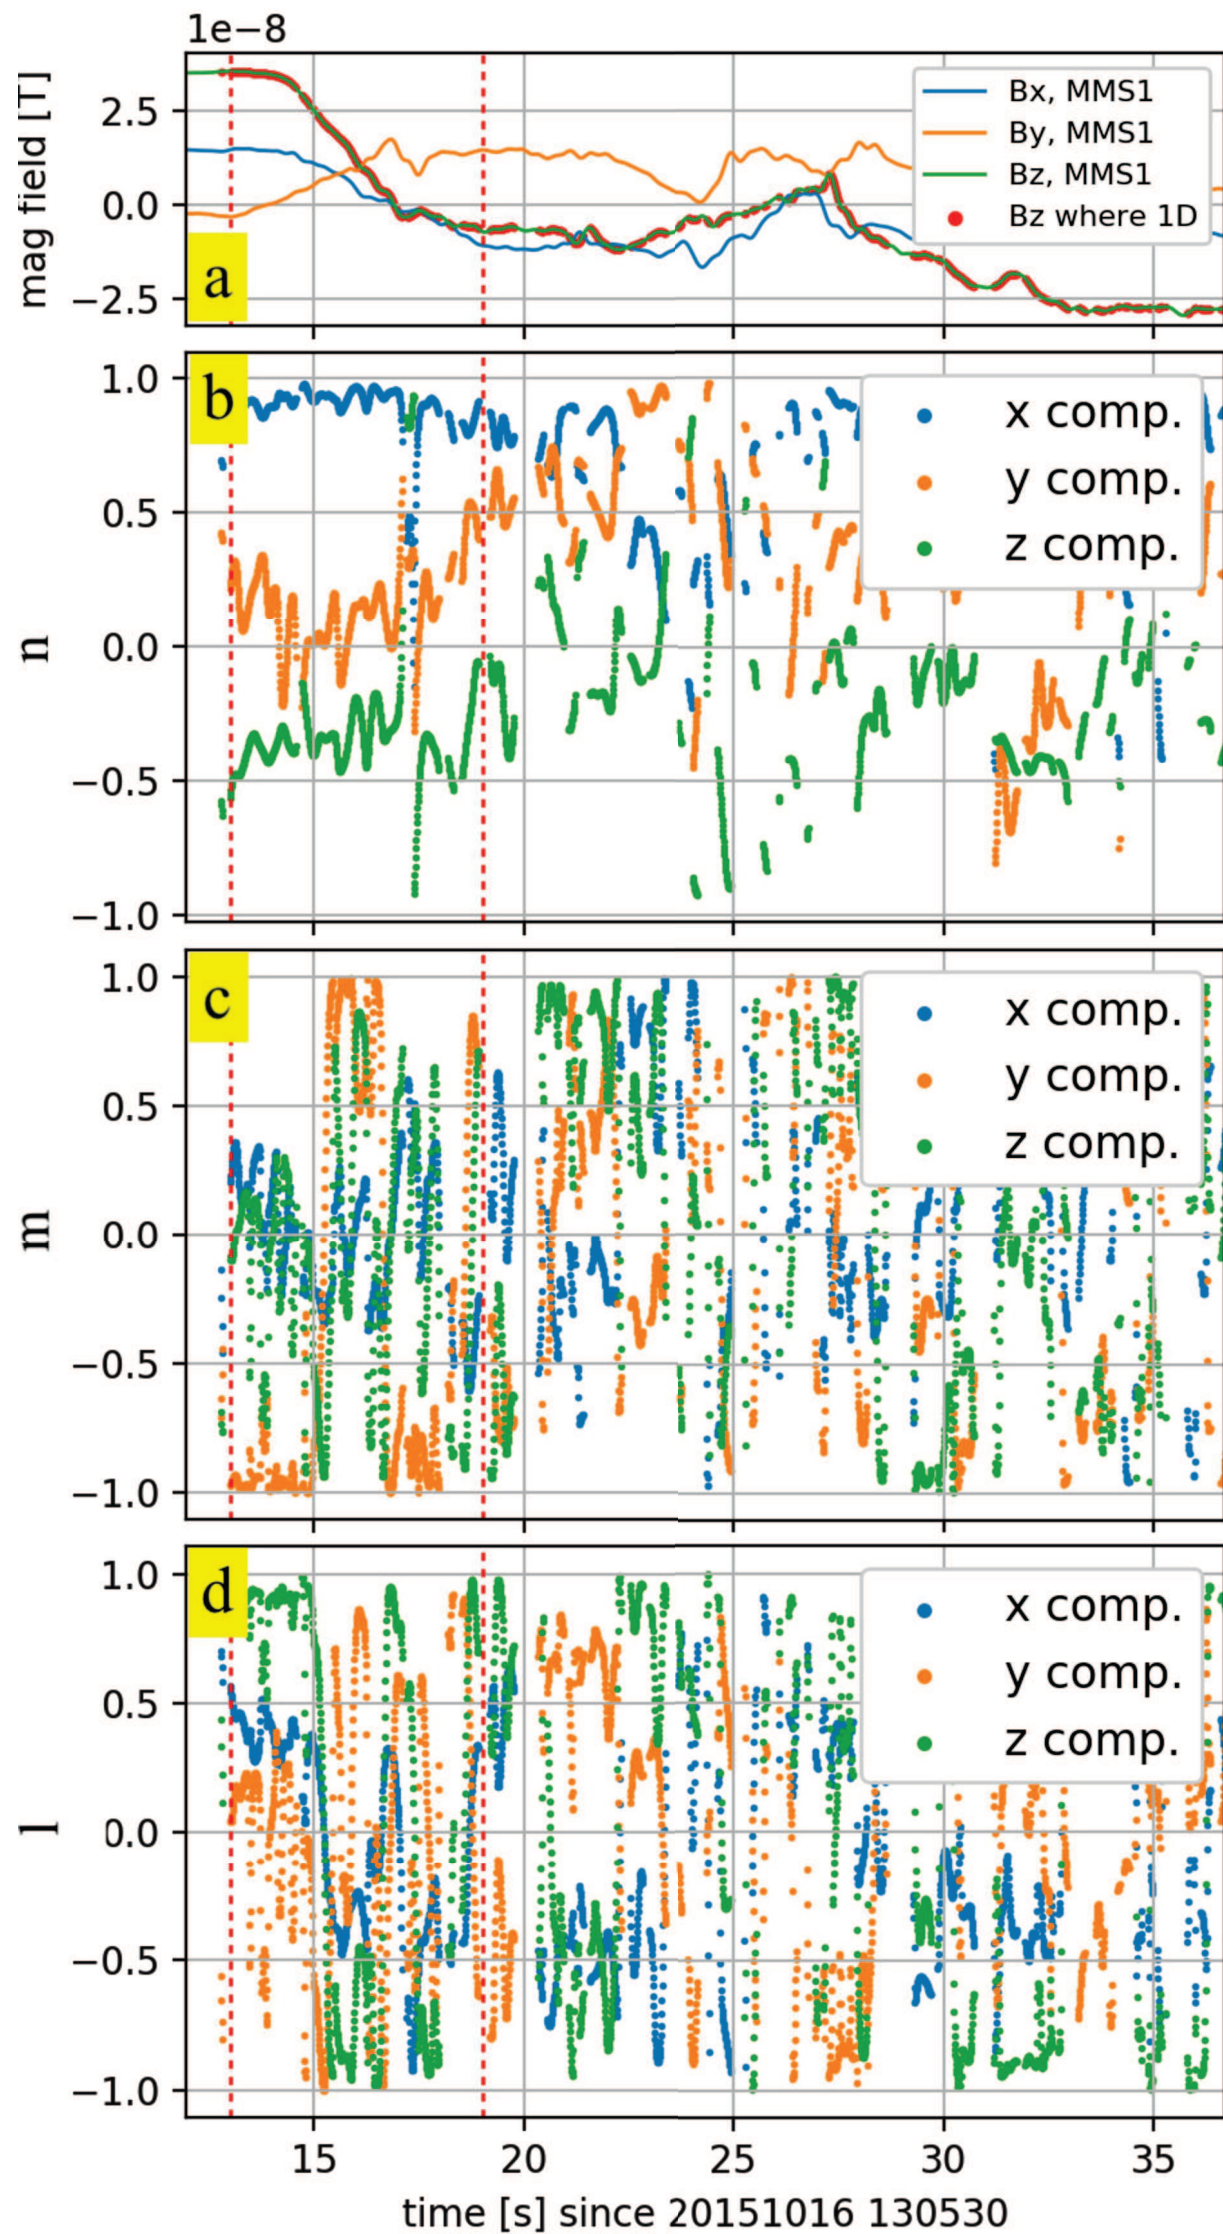 1e−8
mag field [T]
2.5
0.0
−2.5
a
Bx, MMS1
By, MMS1
Bz, MMS1
Bz where 1D
n
1.0
0.5
0.0
−0.5
−1.0
b
x comp.
y comp.
z comp.
m
1.0
0.5
0.0
−0.5
−1.0
c
x comp.
y comp.
z comp.
l
1.0
0.5
0.0
−0.5
−1.0
d
x comp.
y comp.
z comp.
15 20 25 30 35
time [s] since 20151016 130530